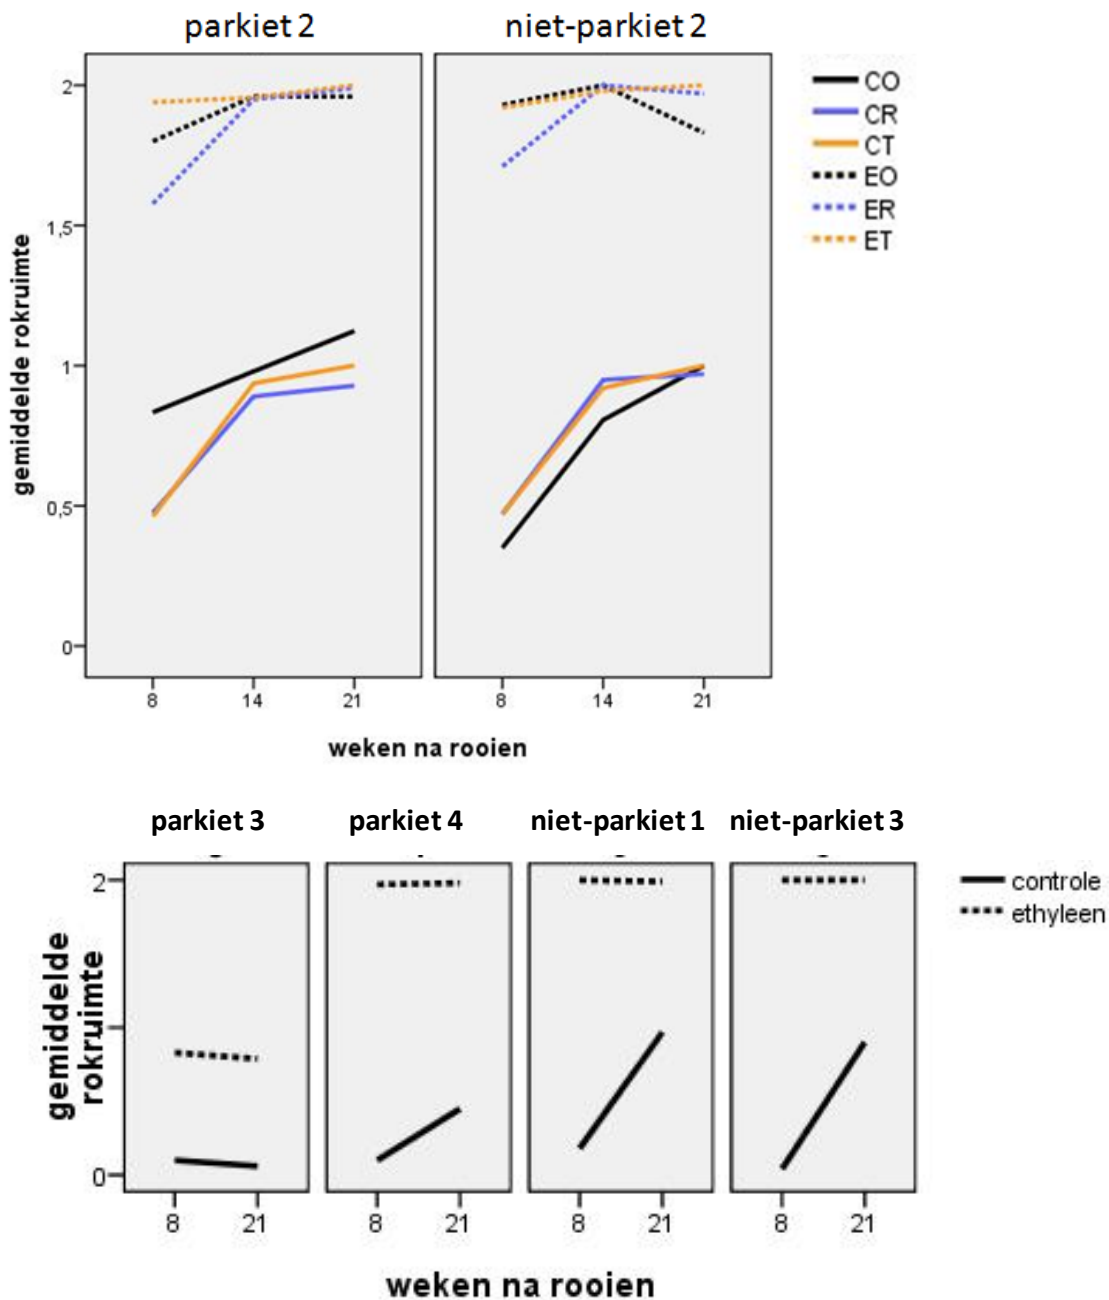 parkiet 2
niet-parkiet 2
CO
CR
CT
EO
ER
ET
gemiddelde rokruimte
2
1,5
1
0,5
0
8 14 21
8 14 21
weken na rooien
parkiet 3
parkiet 4
niet-parkiet 1
niet-parkiet 3
controle
ethyleen
gemiddelde
rokruimte
2
0
8 21
8 21
8 21
8 21
weken na rooien